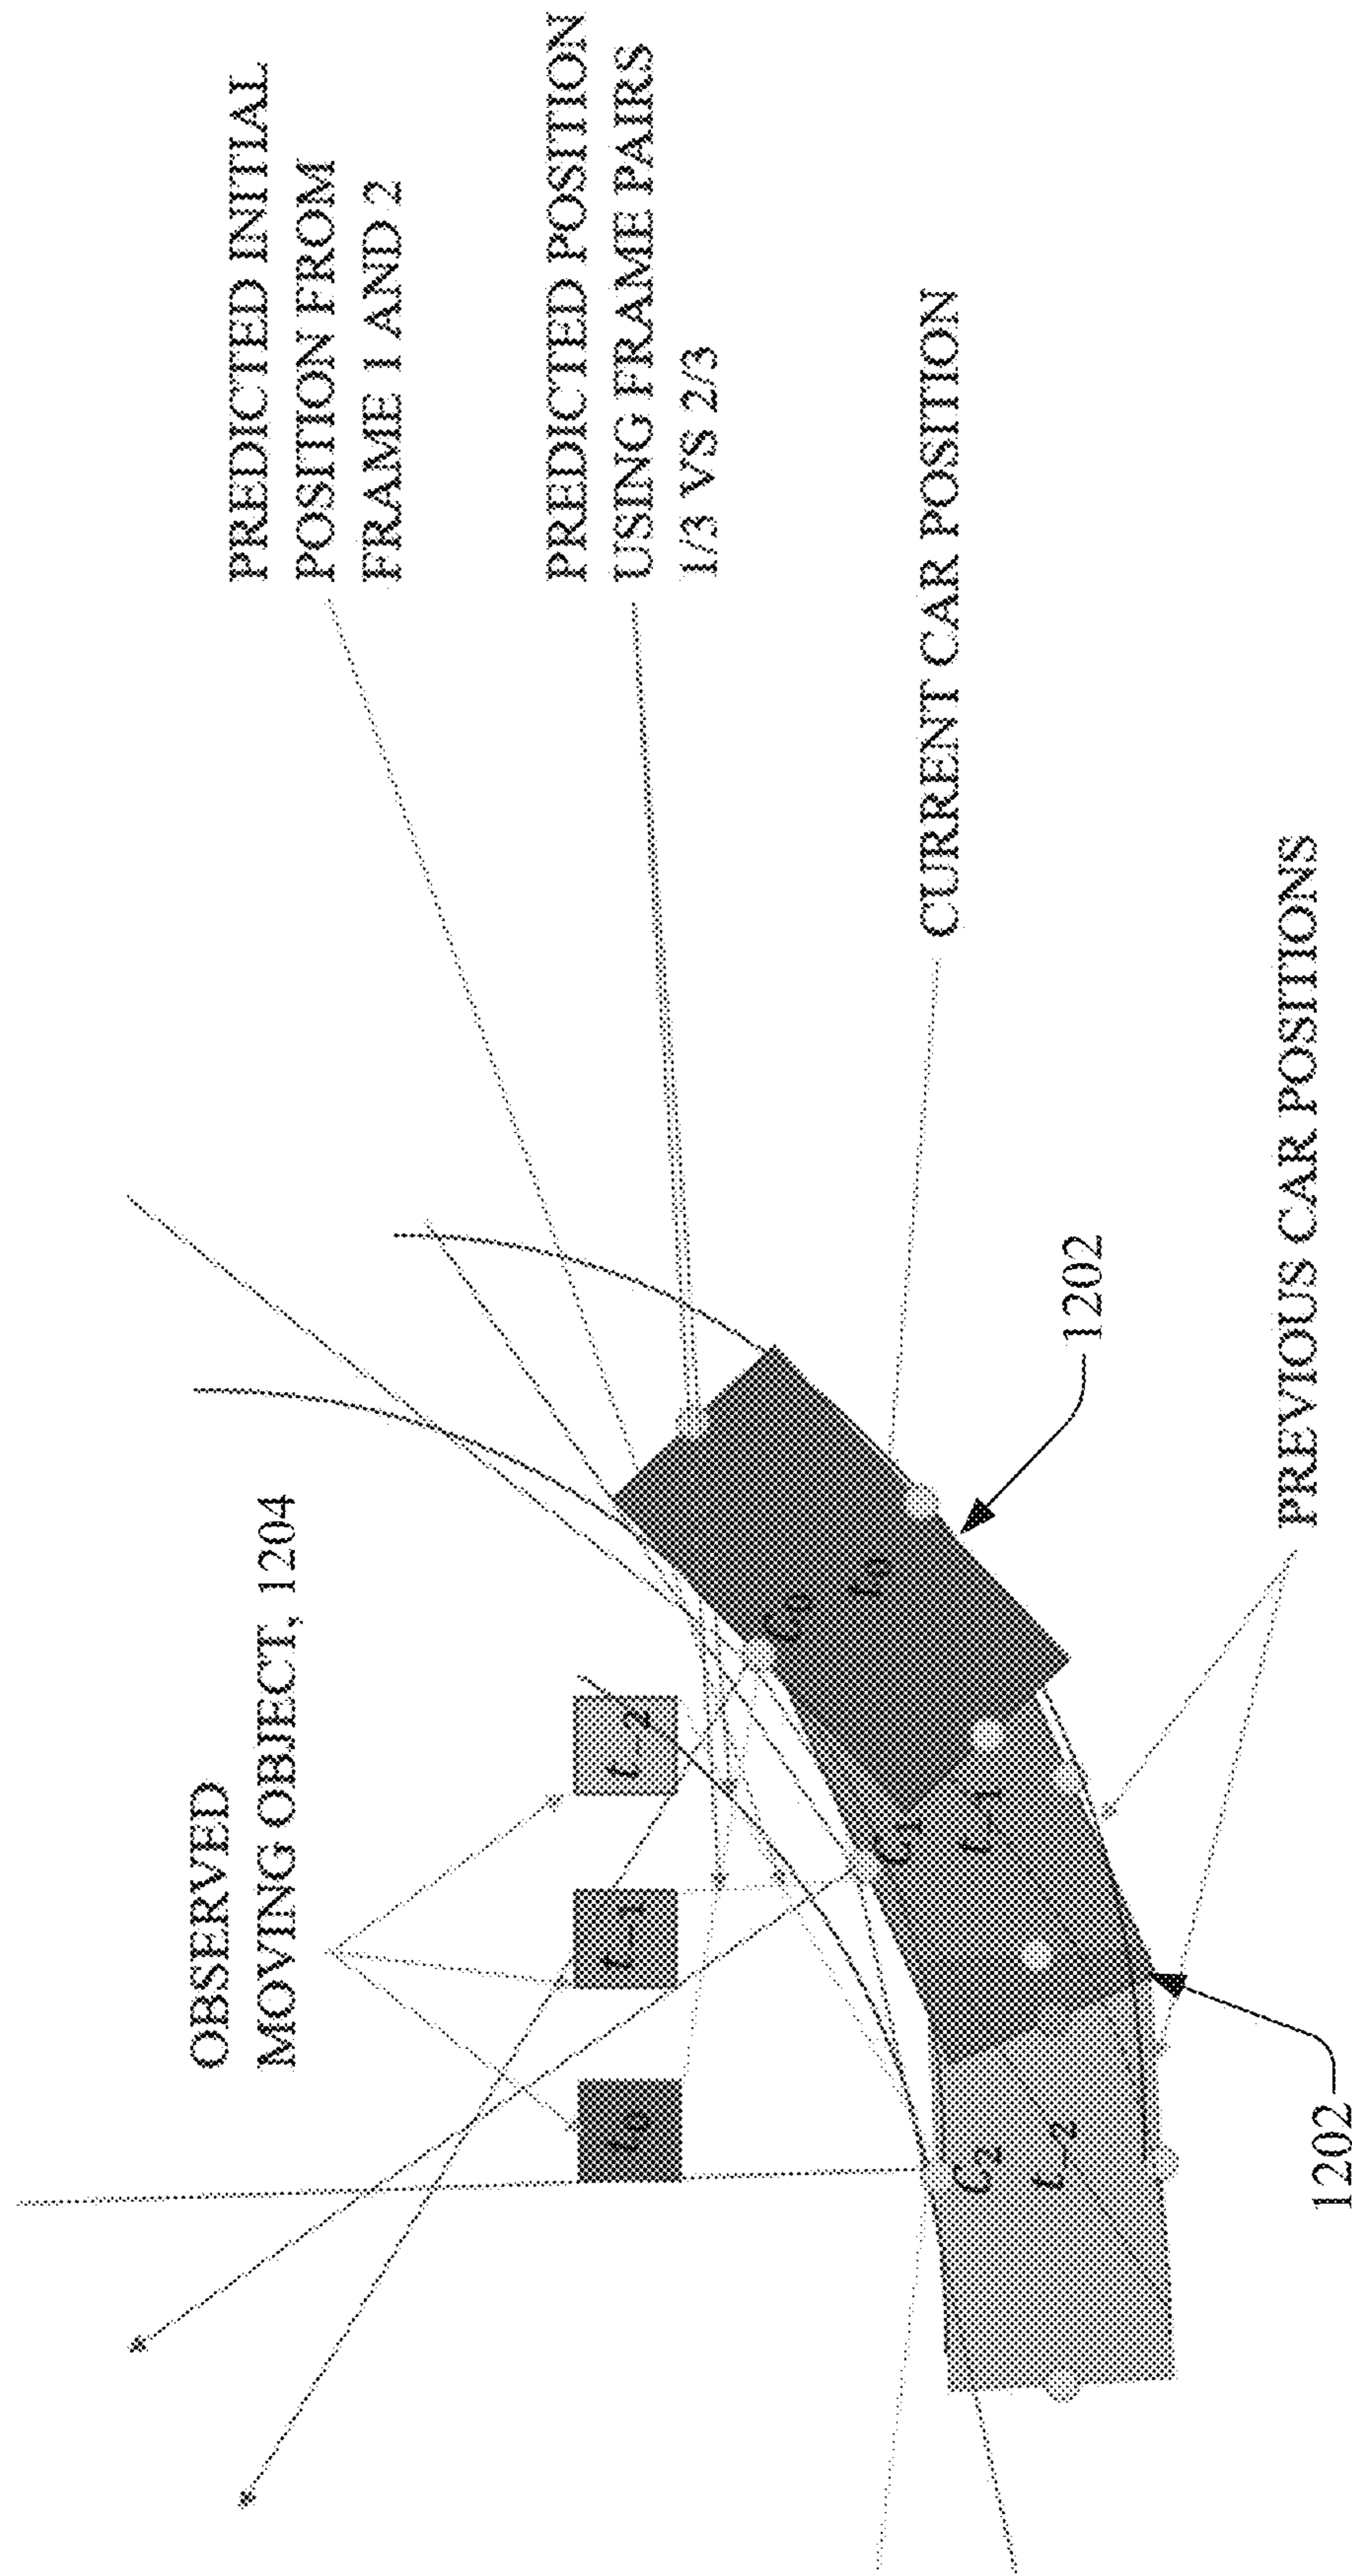 OBSERVED
MOVING OBJECT, 1204
PREDICTED INITIAL
POSITION FROM
FRAME 1 AND 2
PREDICTED POSITION
USING FRAME PAIRS
1/3 VS 2/3
CURRENT CAR POSITION
PREVIOUS CAR POSITIONS
1202
1202
t0
t-1
t-2
C2
t-2
C1
t-1
C0
t0